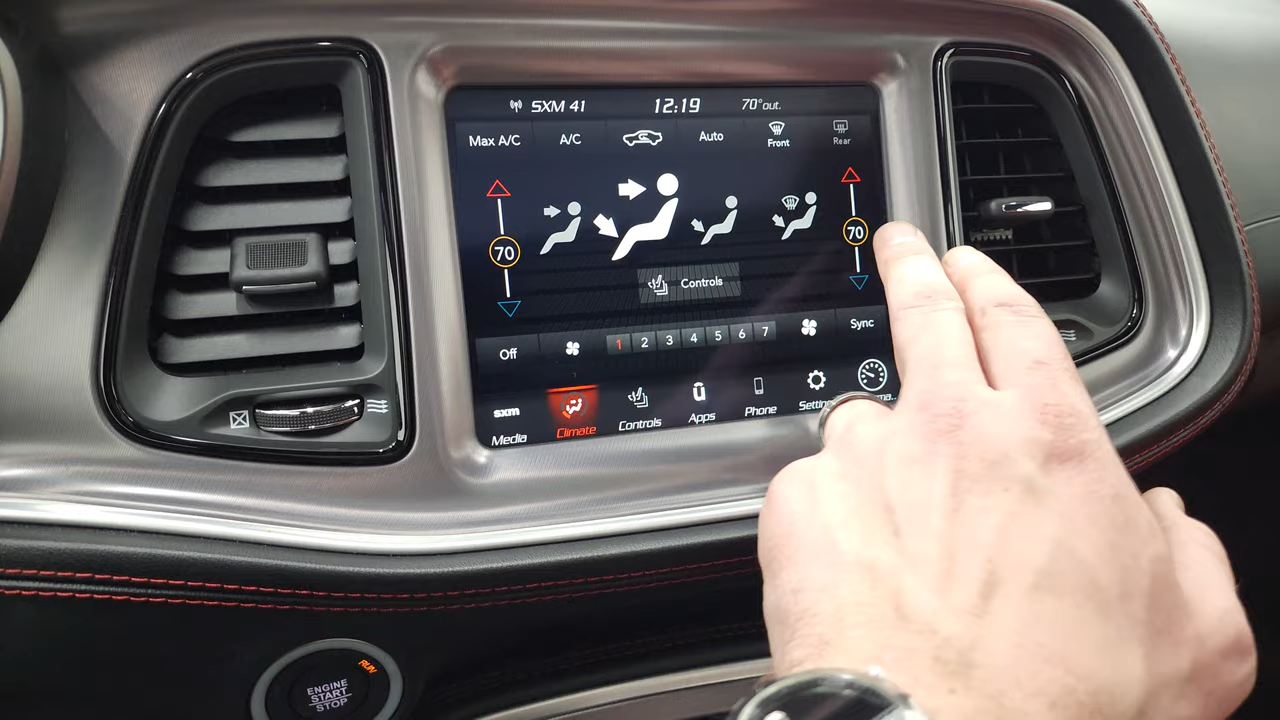 SXM 41 12:19 70° out.
Max A/C A/C Auto Front Rear
70 70
Controls
Off 1 2 3 4 5 6 7 Sync
sxm
Media Climate Controls Apps Phone
RUN
ENGINE
START
STOP